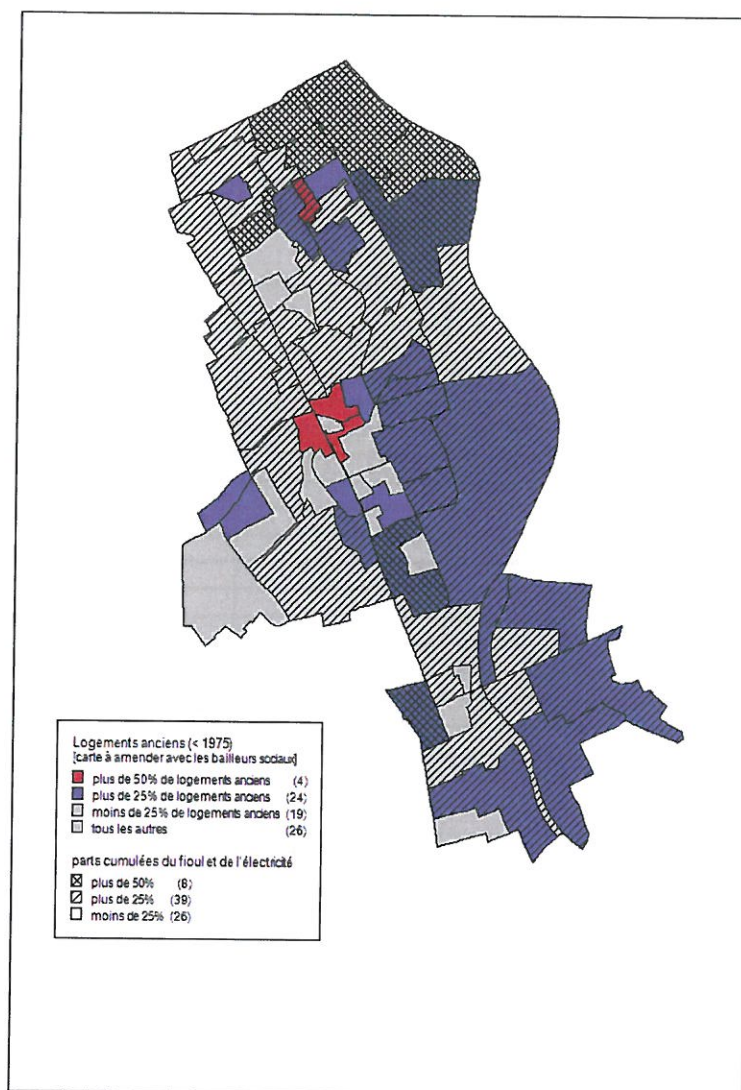 Logements anciens (< 1975)
[carte à amender avec les bailleurs sociaux]
plus de 50% de logements anciens (4)
plus de 25% de logements anciens (24)
moins de 25% de logements anciens (19)
tous les autres (26)
parts cumulées du fioul et de l'électricité
plus de 50% (8)
plus de 25% (39)
moins de 25% (26)